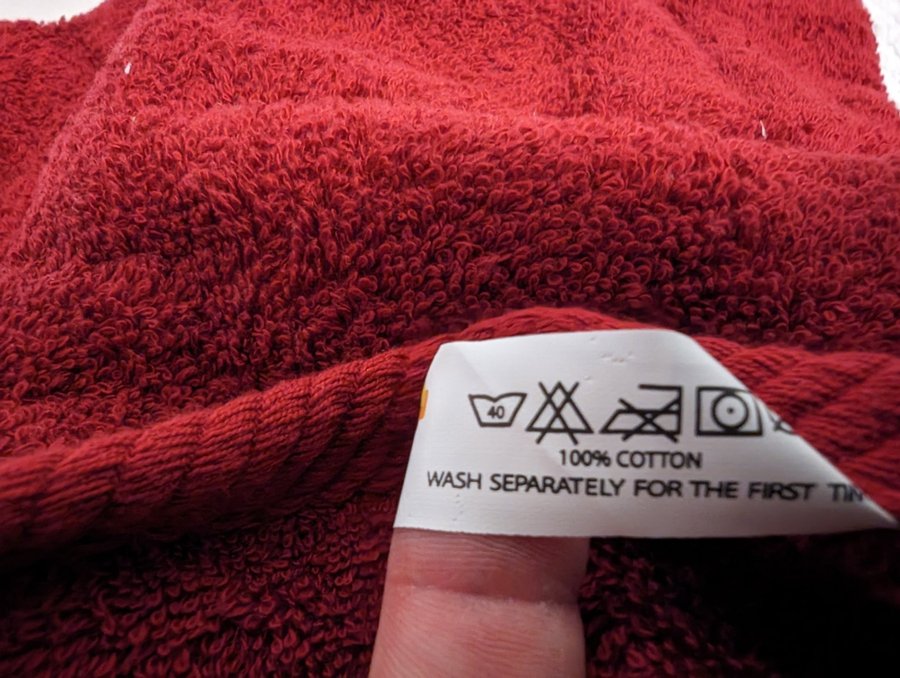 40
100% COTTON
WASH SEPARATELY FOR THE FIRST